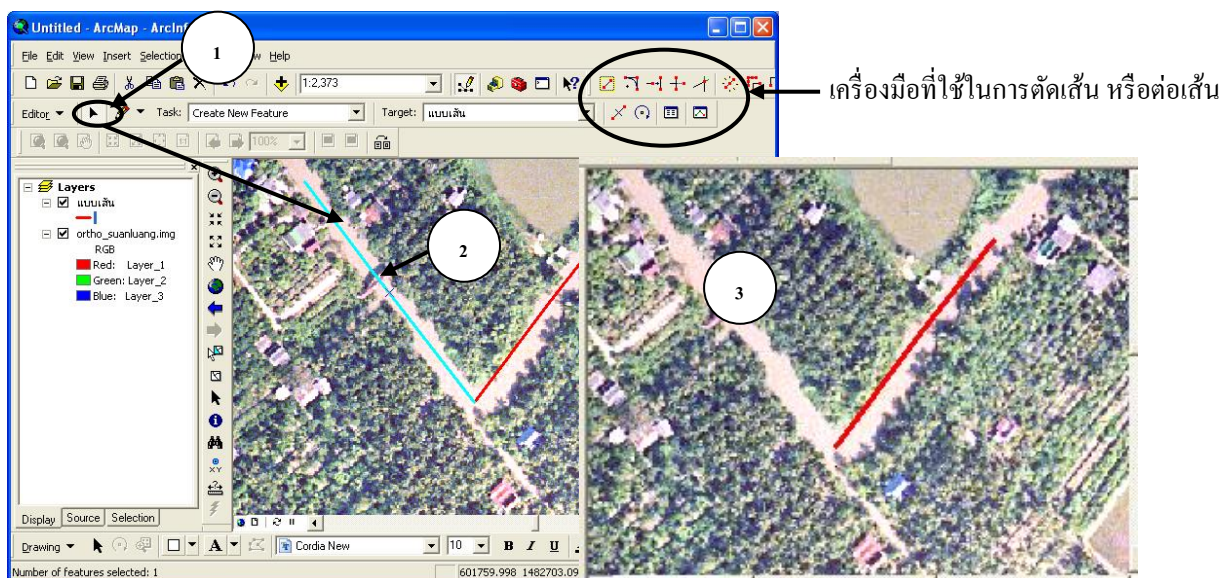 Untitled - ArcMap - ArcInf
1
File Edit View Insert Selection w Help
1:2,373
เครื่องมือที่ใช้ในการตัดเส้น หรือต่อเส้น
Editor Task: Create New Feature Target: แบบเส้น
100%
Layers
แบบเส้น
ortho_suanluang.img
RGB
Red: Layer_1
Green: Layer_2
Blue: Layer_3
2
3
XY
Display Source Selection
Drawing A Cordia New 10 B I U
Number of features selected: 1 601759.998 1482703.09